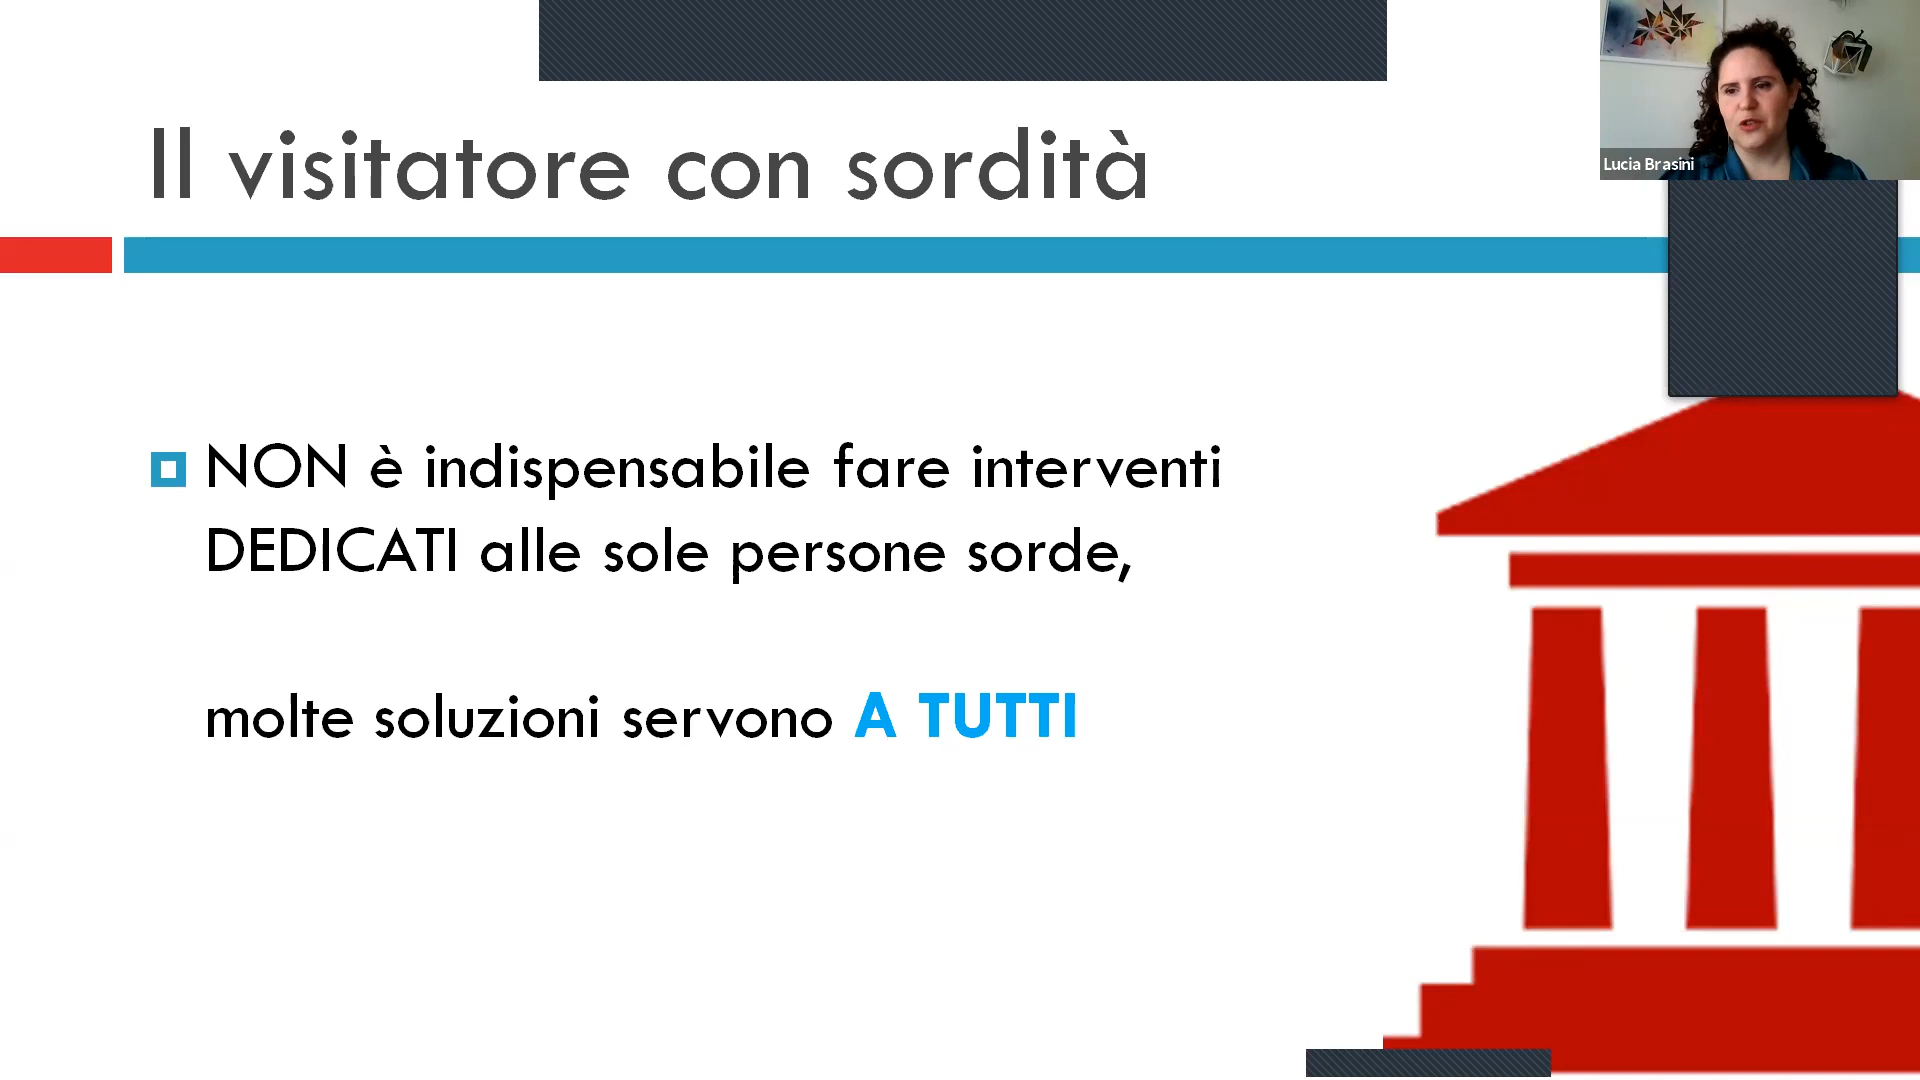 Il visitatore con sordità
Lucia Brasini
NON è indispensabile fare interventi
DEDICATI alle sole persone sorde,
molte soluzioni servono A TUTTI